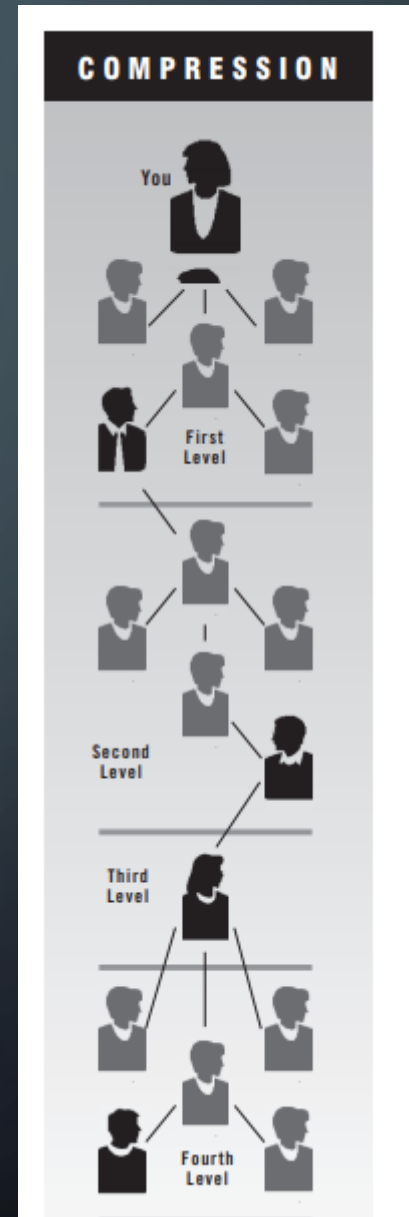 COMPRESSION
You
First
Level
Second
Level
Third
Level
Fourth
Level